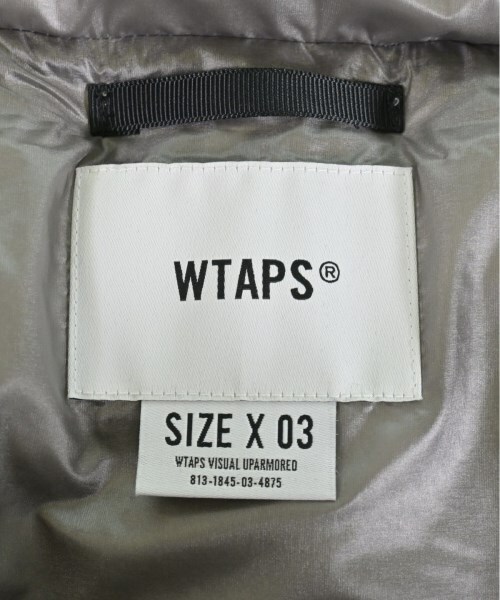 WTAPS®
SIZE X 03
WTAPS VISUAL UPARMORED
813-1845-03-4875